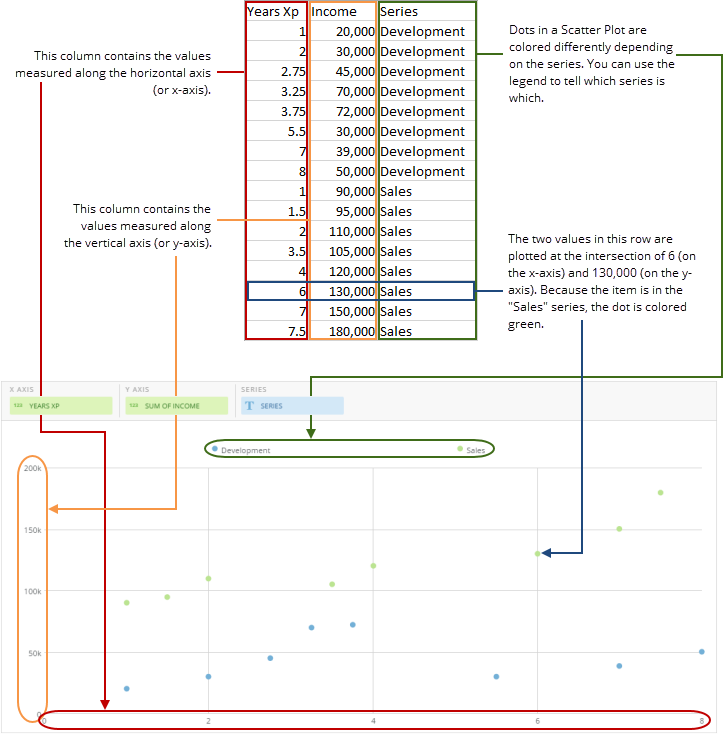 Years Xp Income Series
1 20,000 Development
2 30,000 Development
2.75 45,000 Development
3.25 70,000 Development
3.75 72,000 Development
5.5 30,000 Development
7 39,000 Development
8 50,000 Development
1 90,000 Sales
1.5 95,000 Sales
2 110,000 Sales
3.5 105,000 Sales
4 120,000 Sales
6 130,000 Sales
7 150,000 Sales
7.5 180,000 Sales
This column contains the values
measured along the horizontal axis
(or x-axis).
Dots in a Scatter Plot are
colored differently depending
on the series. You can use the
legend to tell which series is
which.
This column contains the
values measured along
the vertical axis (or y-axis).
The two values in this row are
plotted at the intersection of 6 (on
the x-axis) and 130,000 (on the y-
axis). Because the item is in the
"Sales" series, the dot is colored
green.
X AXIS
123 YEARS XP
Y AXIS
123 SUM OF INCOME
SERIES
T SERIES
Development Sales
200k
150k
100k
50k
0
0 2 4 6 8